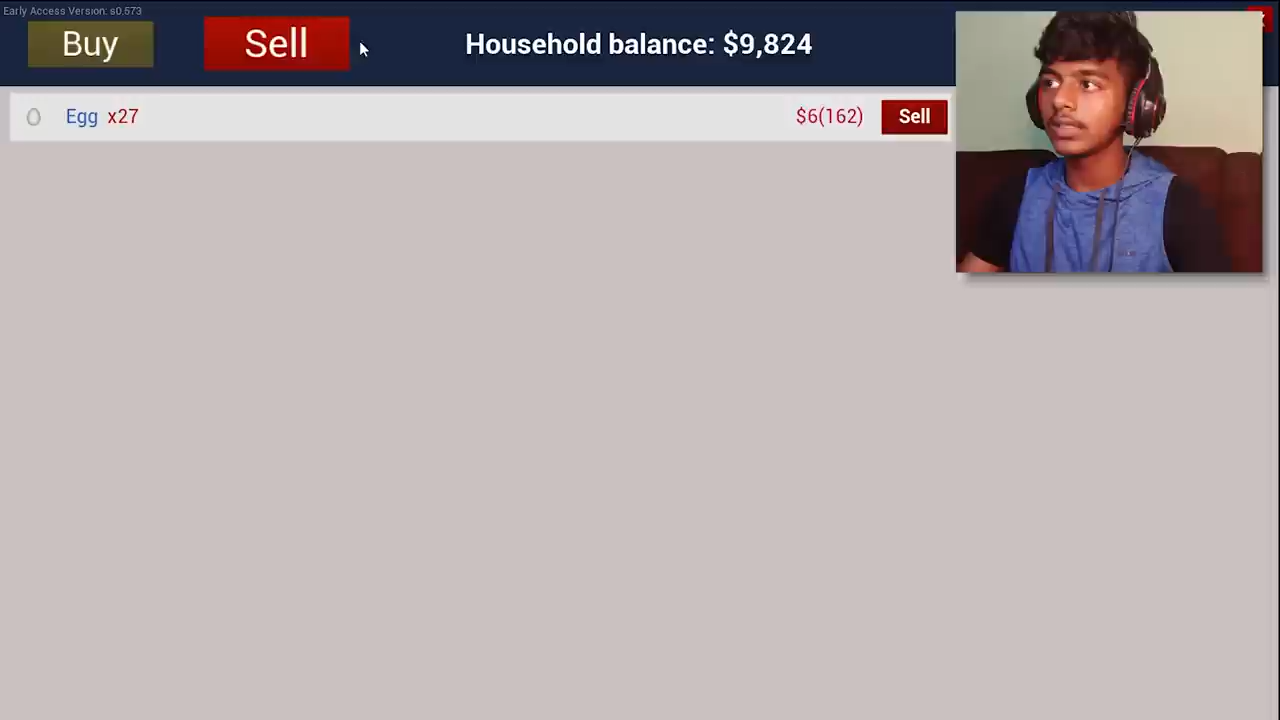 Early Access Version: s0.573
Buy
Sell
Household balance: $9,824
x
Egg x27
$6(162)
Sell